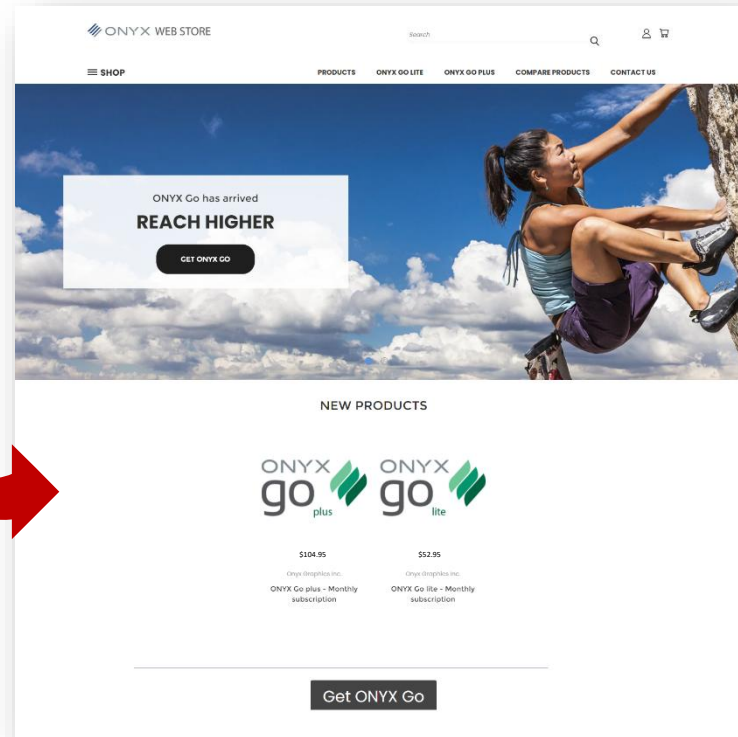 ONYX WEB STORE
Search
SHOP
PRODUCTS ONYX GO LITE ONYX GO PLUS COMPARE PRODUCTS CONTACT US
ONYX Go has arrived
REACH HIGHER
GET ONYX GO
NEW PRODUCTS
ONYX
go
plus
ONYX
go
lite
$104.95
Onyx Graphics Inc.
ONYX Go plus - Monthly
subscription
$52.95
Onyx Graphics Inc.
ONYX Go lite - Monthly
subscription
Get ONYX Go